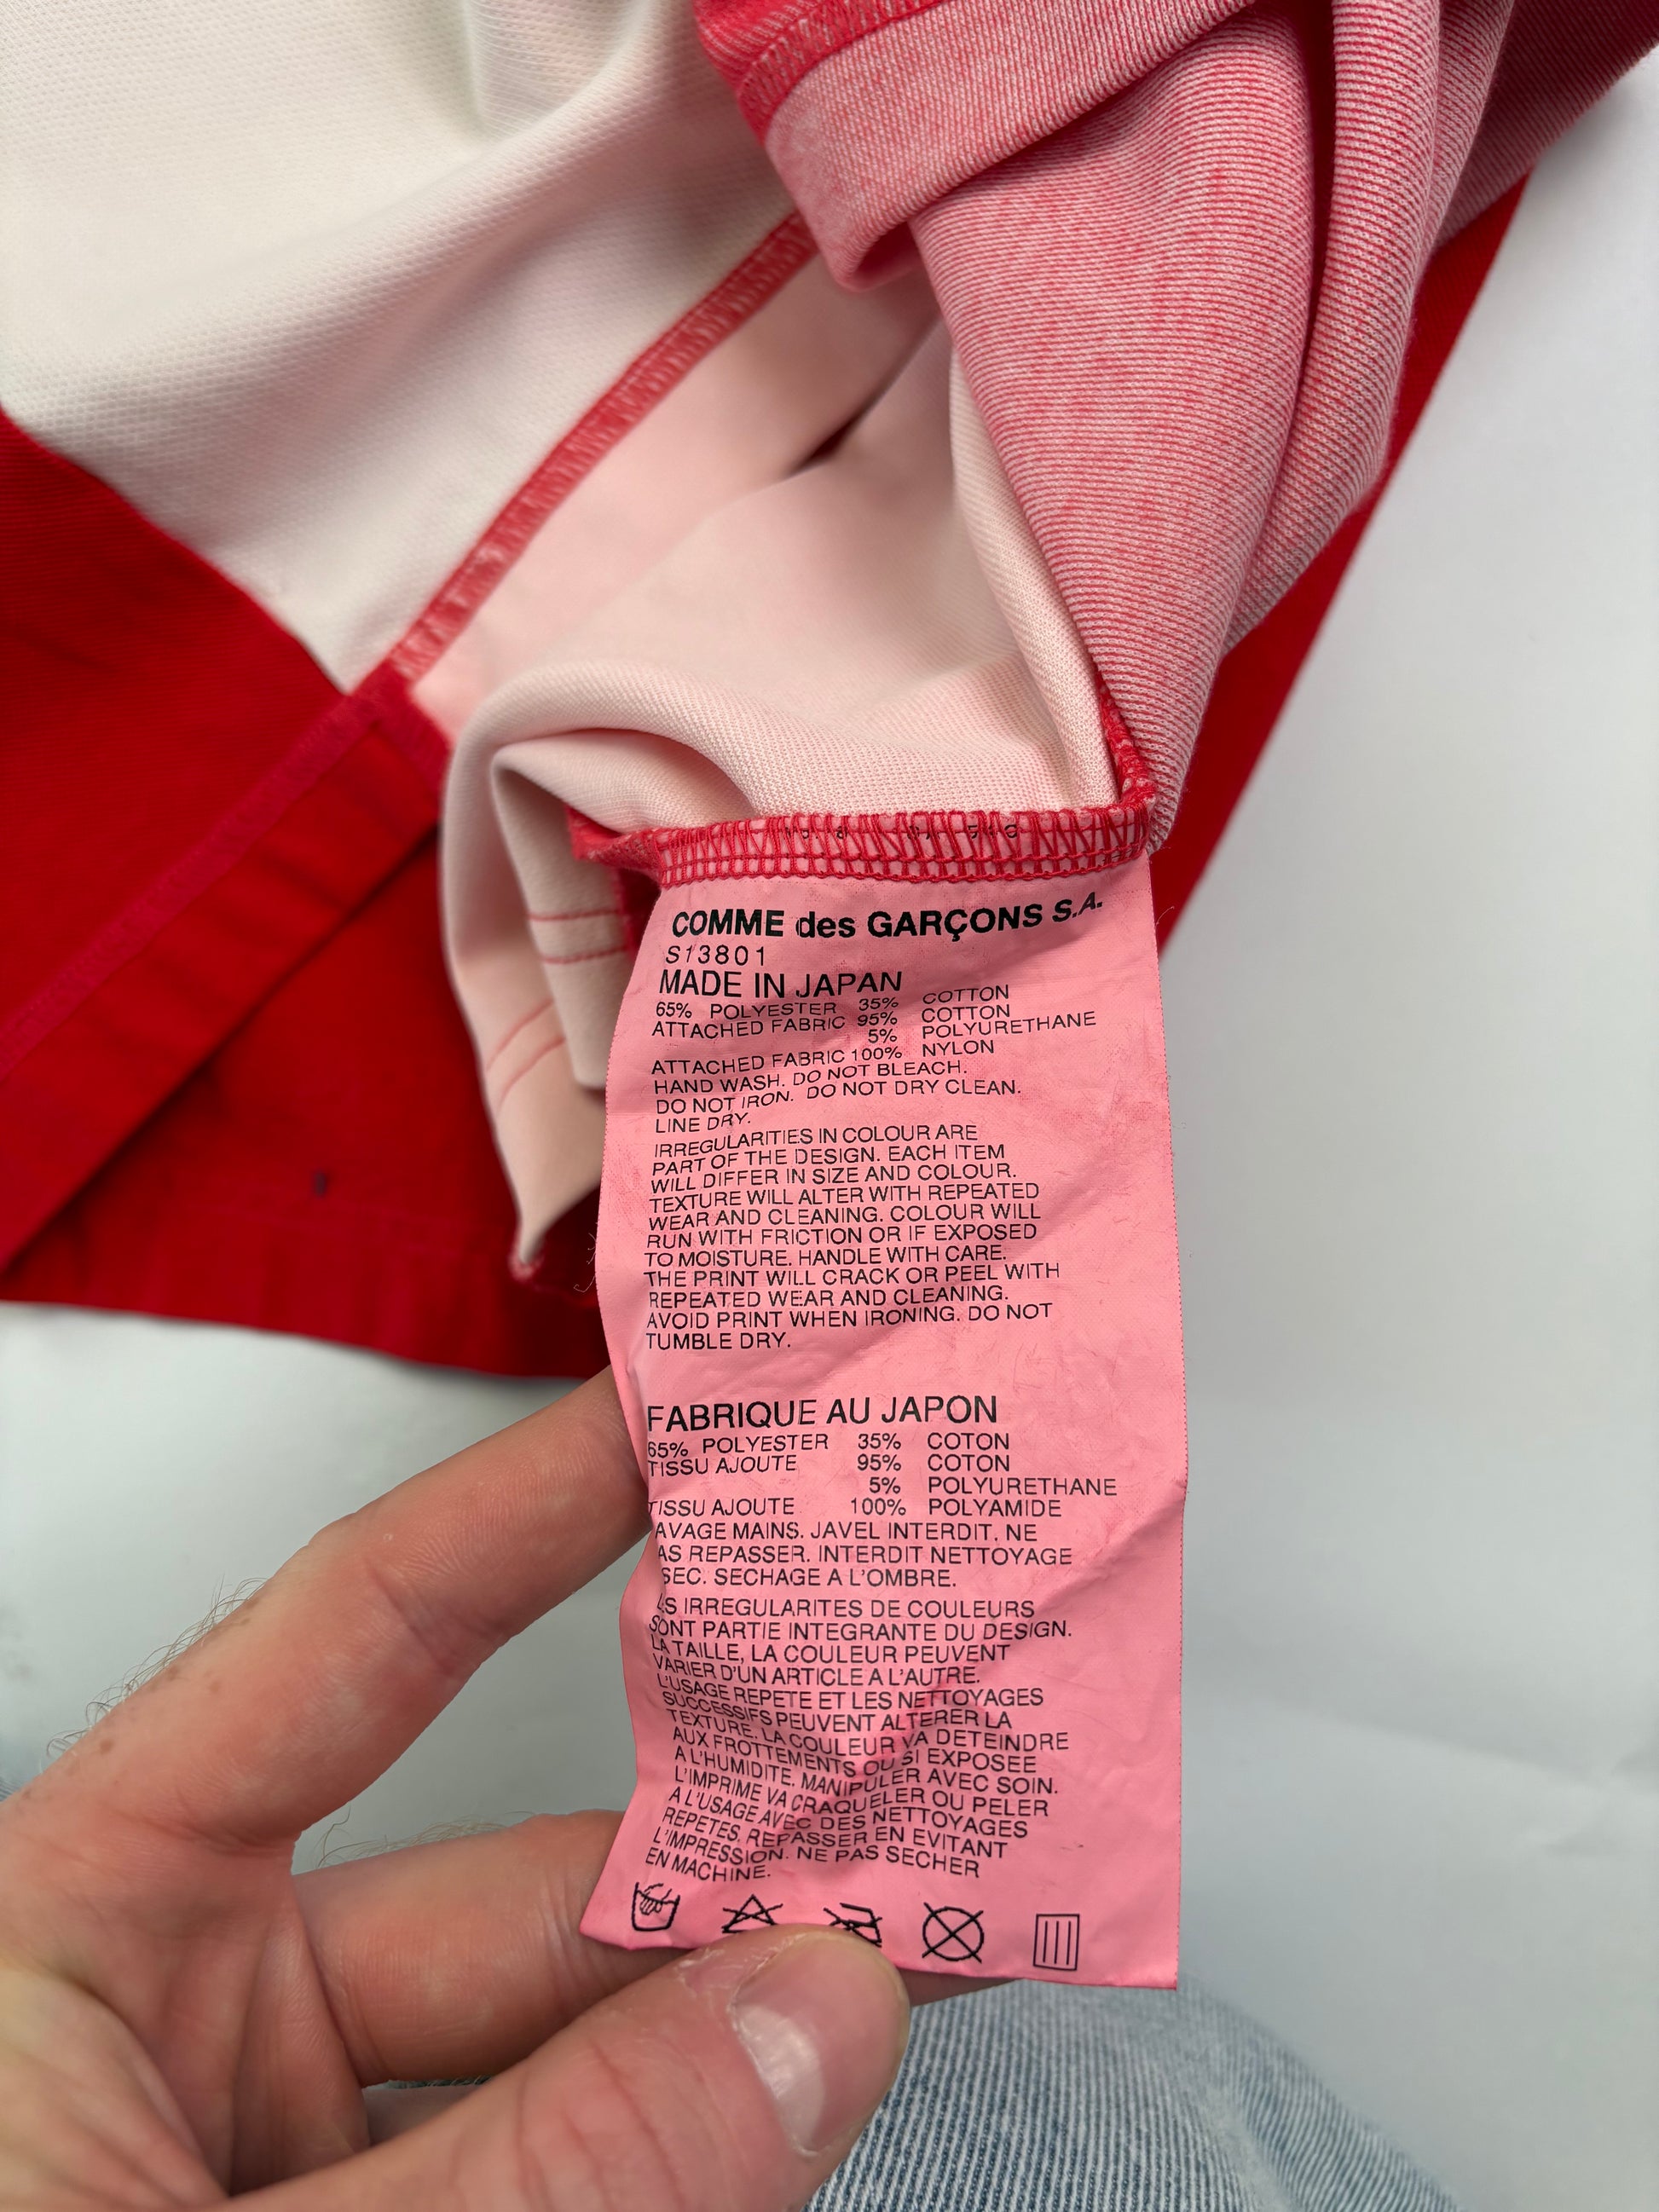 COMME des GARÇONS S.A.
S13801
MADE IN JAPAN
65% POLYESTER 35% COTTON
ATTACHED FABRIC 95% COTTON
5% POLYURETHANE
ATTACHED FABRIC 100% NYLON
HAND WASH. DO NOT BLEACH.
DO NOT IRON. DO NOT DRY CLEAN.
LINE DRY.
IRREGULARITIES IN COLOUR ARE
PART OF THE DESIGN. EACH ITEM
WILL DIFFER IN SIZE AND COLOUR.
TEXTURE WILL ALTER WITH REPEATED
WEAR AND CLEANING. COLOUR WILL
RUN WITH FRICTION OR IF EXPOSED
TO MOISTURE. HANDLE WITH CARE.
THE PRINT WILL CRACK OR PEEL WITH
REPEATED WEAR AND CLEANING.
AVOID PRINT WHEN IRONING. DO NOT
TUMBLE DRY.
FABRIQUE AU JAPON
65% POLYESTER 35% COTON
TISSU AJOUTE 95% COTON
5% POLYURETHANE
TISSU AJOUTE 100% POLYAMIDE
AVAGE MAINS. JAVEL INTERDIT. NE
AS REPASSER. INTERDIT NETTOYAGE
SEC. SECHAGE A L'OMBRE.
LES IRREGULARITES DE COULEURS
SONT PARTIE INTEGRANTE DU DESIGN.
LA TAILLE, LA COULEUR PEUVENT
VARIER D'UN ARTICLE A L'AUTRE.
L'USAGE REPETE ET LES NETTOYAGES
SUCCESSIFS PEUVENT ALTERER LA
TEXTURE. LA COULEUR VA DETEINDRE
AUX FROTTEMENTS OU SI EXPOSEE
A L'HUMIDITE. MANIPULER AVEC SOIN.
L'IMPRIME VA CRAQUELER OU PELER
A L'USAGE AVEC DES NETTOYAGES
REPETES. REPASSER EN EVITANT
L'IMPRESSION. NE PAS SECHER
EN MACHINE.